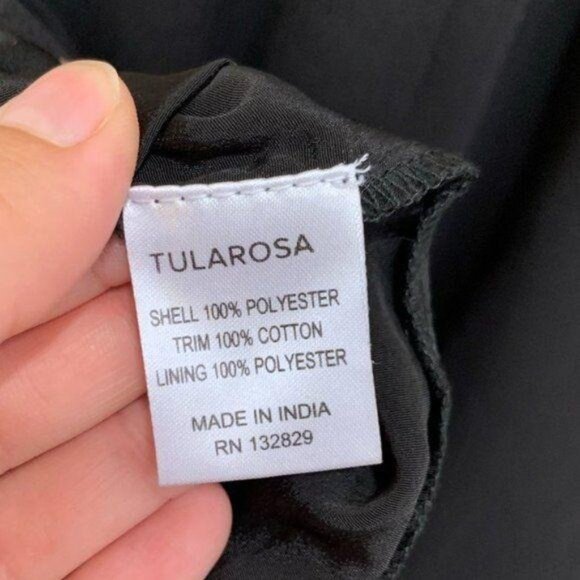 TULAROSA
SHELL 100% POLYESTER
TRIM 100% COTTON
LINING 100% POLYESTER
MADE IN INDIA
RN 132829